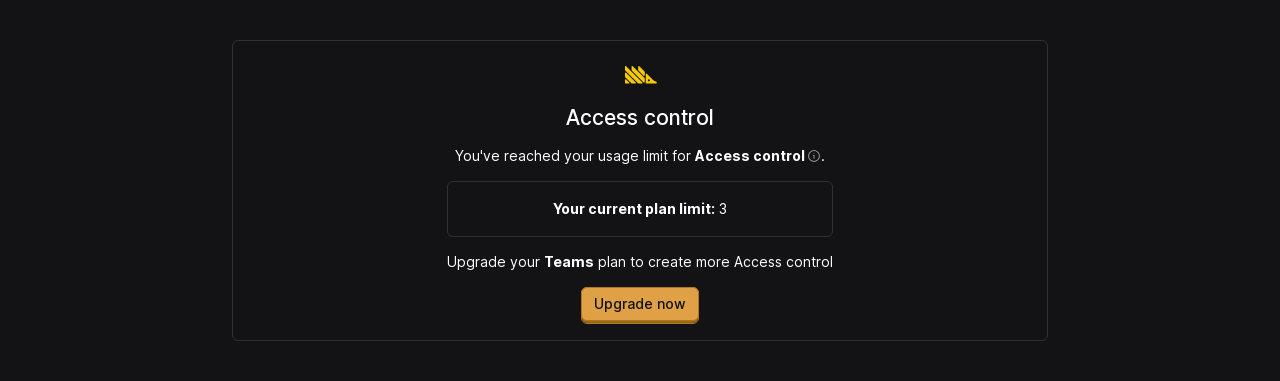 Access control
You've reached your usage limit for Access control.
Your current plan limit: 3
Upgrade your Teams plan to create more Access control
Upgrade now